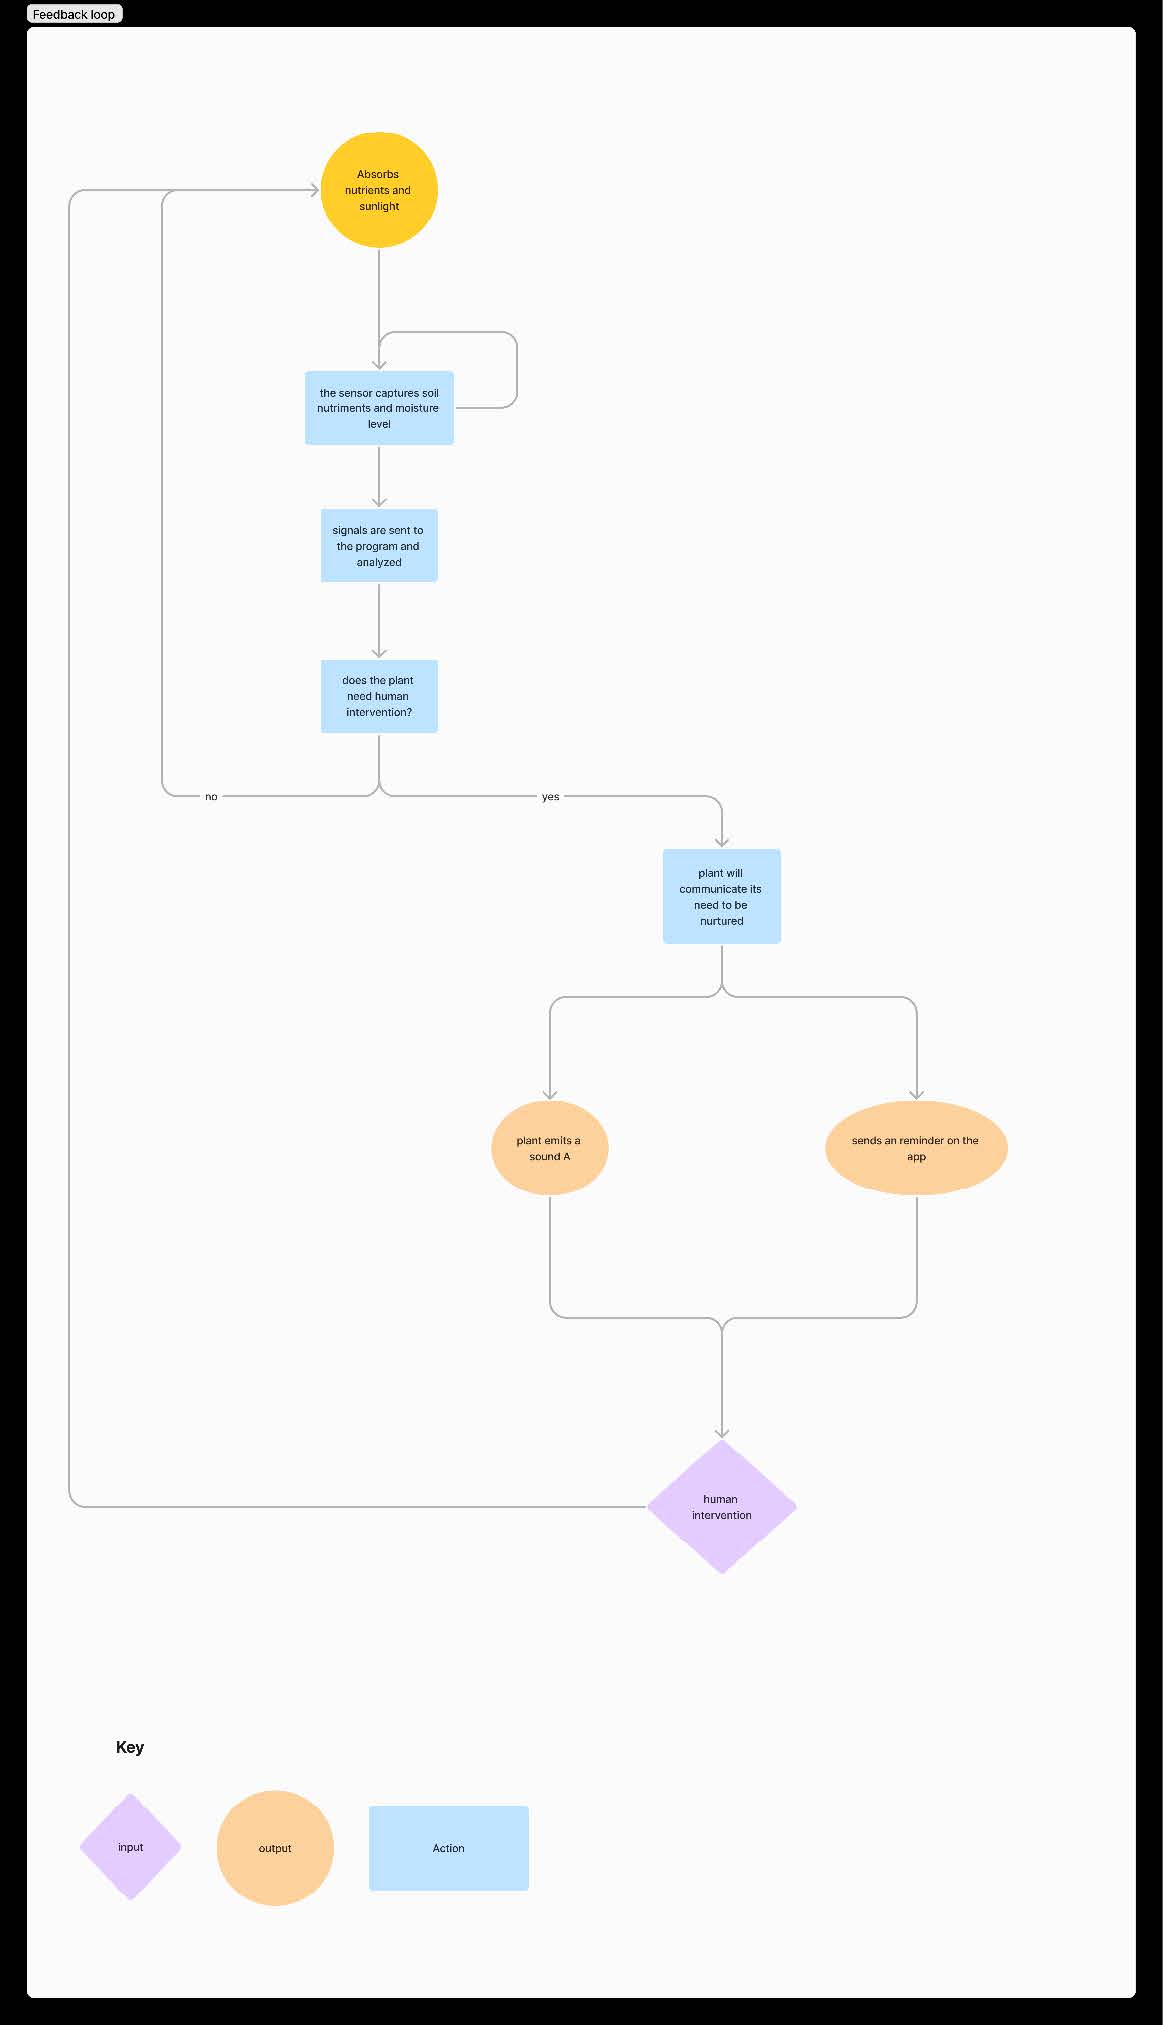 Feedback loop
Absorbs
nutrients and
sunlight
the sensor captures soil
nutriments and moisture
level
signals are sent to
the program and
analyzed
does the plant
need human
intervention?
no
yes
plant will
communicate its
need to be
nurtured
plant emits a
sound A
sends an reminder on the
app
human
intervention
Key
input
output
Action